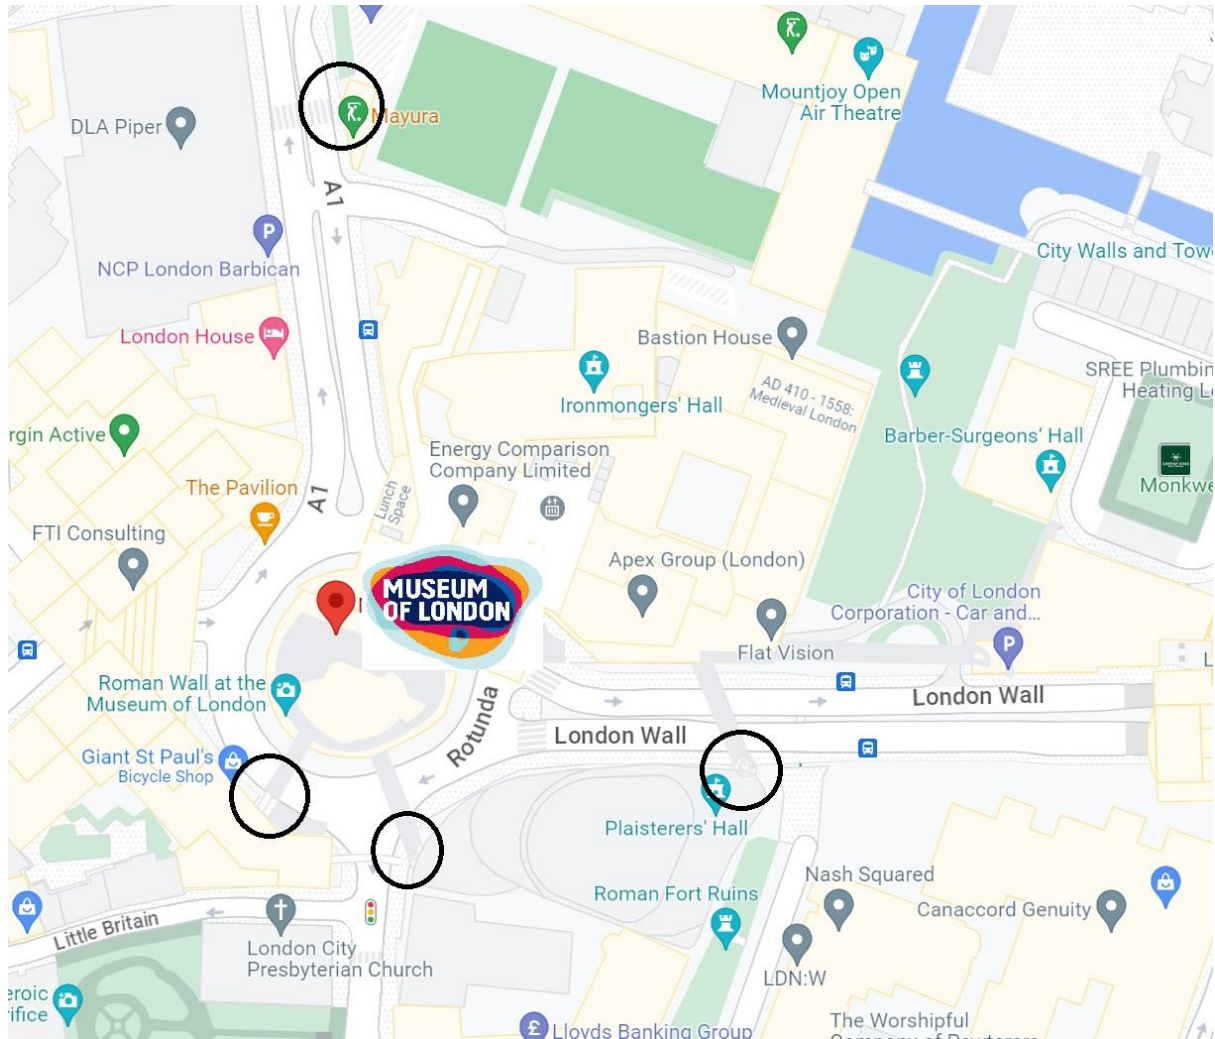 Mountjoy Open
Air Theatre
DLA Piper
Mayura
A1
P
NCP London Barbican
City Walls and Tow
London House
Bastion House
SREE Plumbin
Heating L
AD 410 - 1558:
Medieval London
Ironmongers' Hall
rgin Active
Barber-Surgeons' Hall
Energy Comparison
Company Limited
Monkwe
The Pavilion
Lunch
Space
A1
FTI Consulting
Apex Group (London)
MUSEUM
OF LONDON
City of London
Corporation - Car and...
P
Flat Vision
Roman Wall at the
Museum of London
London Wall
Rotunda
London Wall
Giant St Paul's
Bicycle Shop
Plaisterers' Hall
Nash Squared
Roman Fort Ruins
Canaccord Genuity
Little Britain
London City
Presbyterian Church
LDN:W
eroic
rifice
£
Lloyds Banking Group
The Worshipful